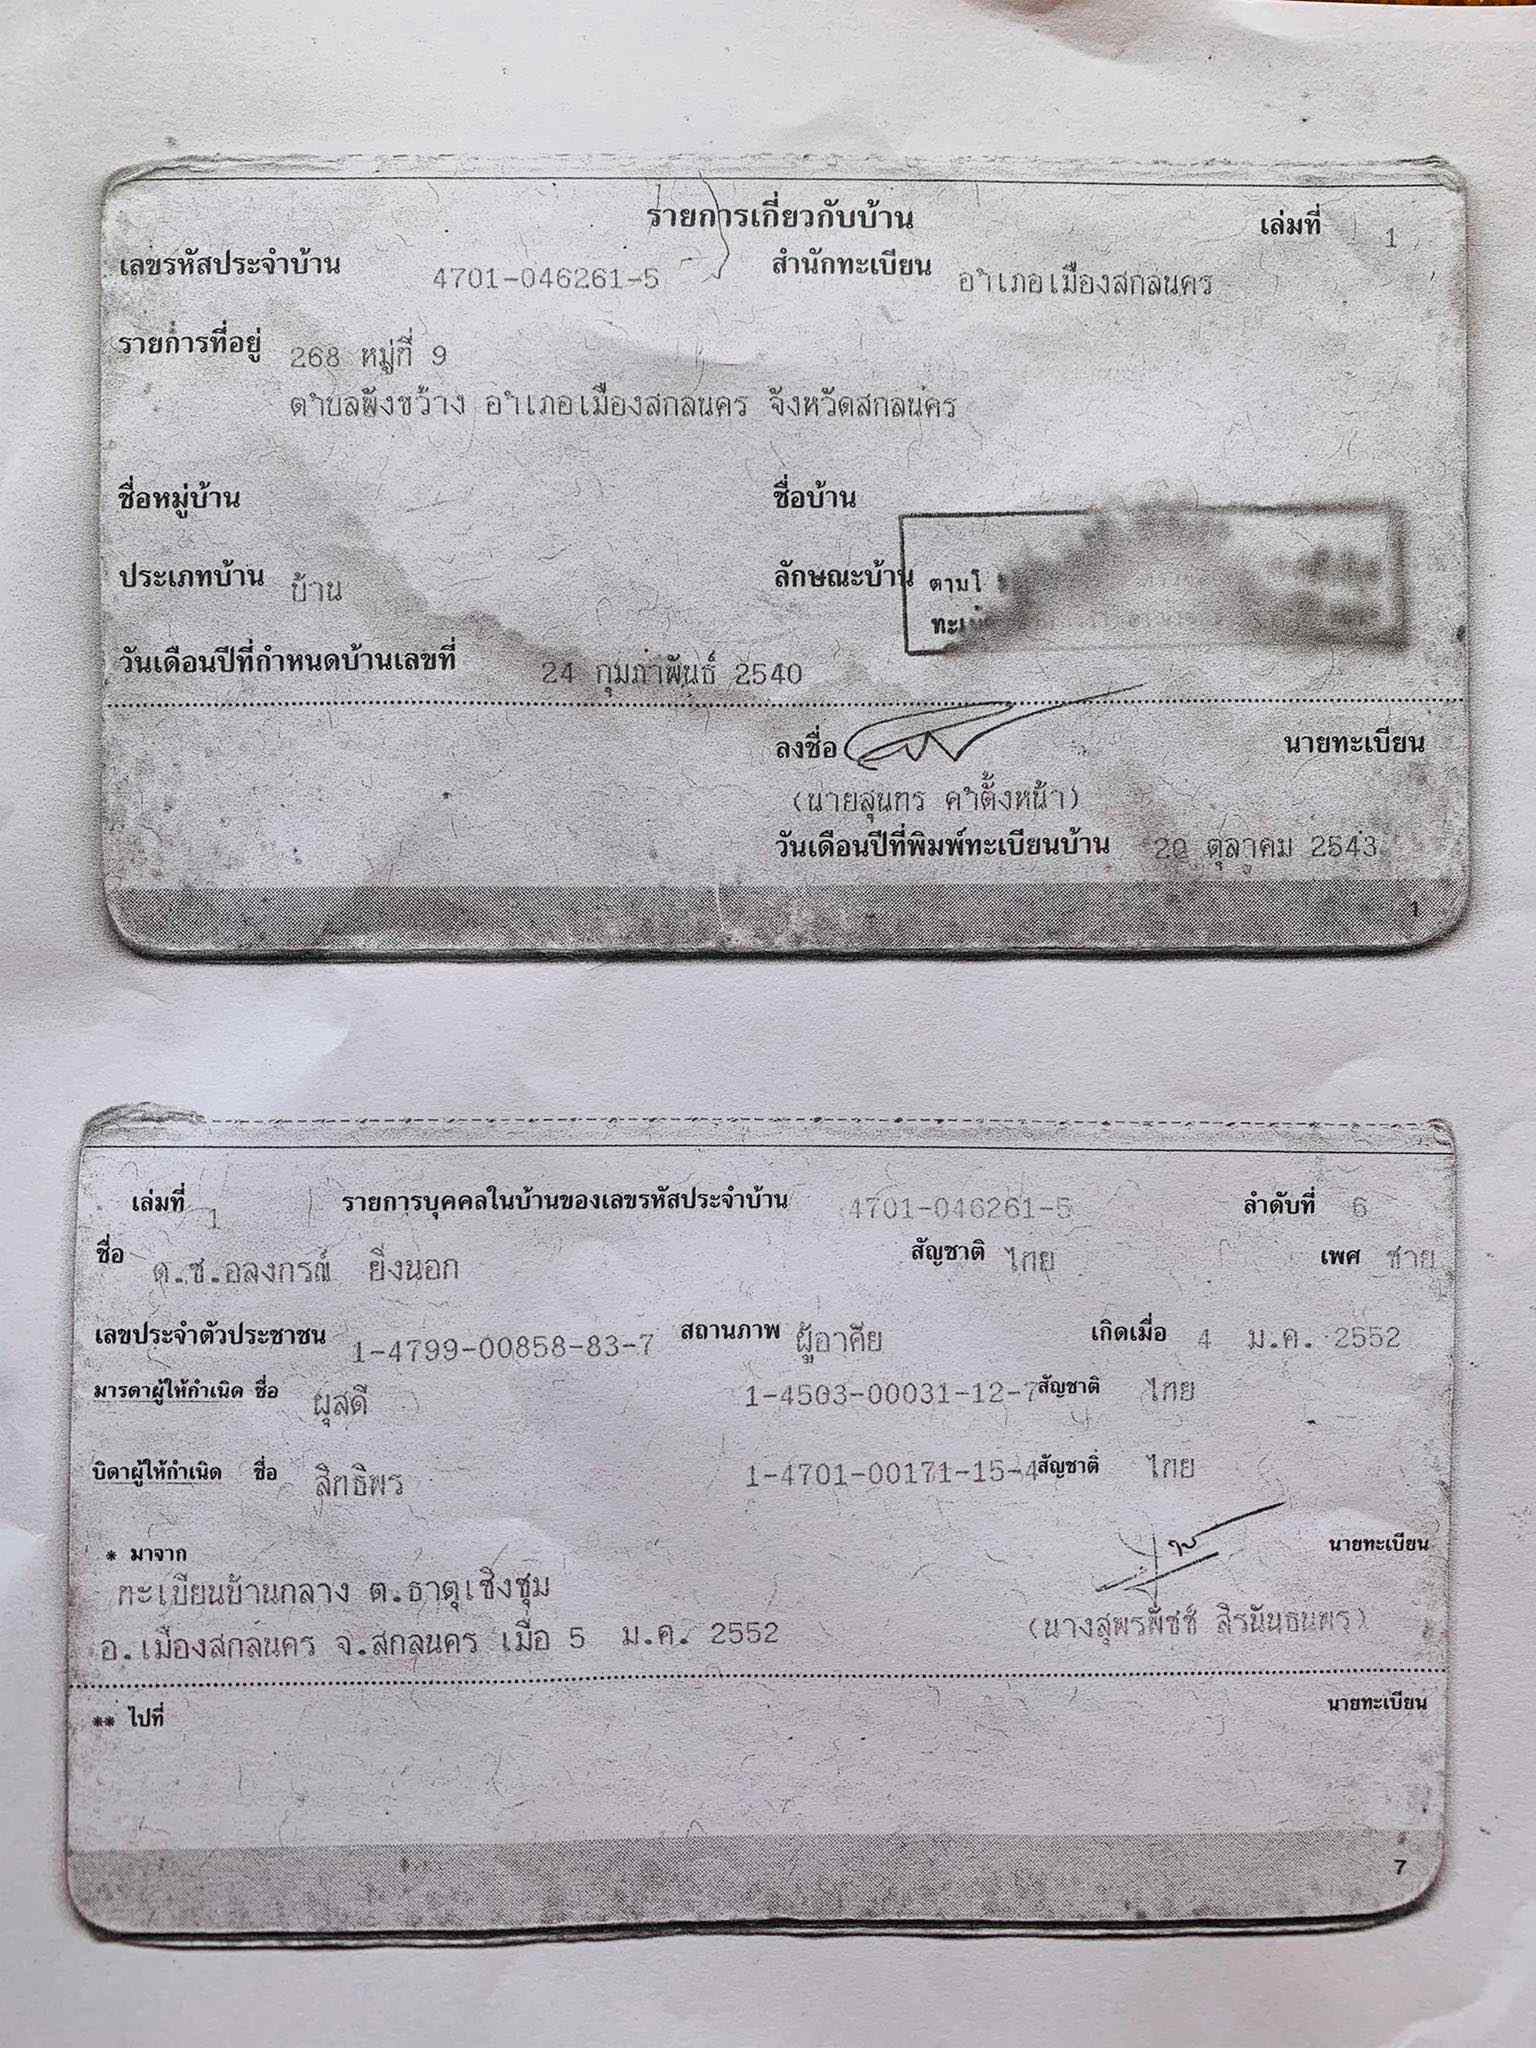 รายการเกี่ยวกับบ้าน เล่มที่ 1
เลขรหัสประจำบ้าน 4701-046261-5 สำนักทะเบียน อำเภอเมืองสกลนคร
รายการที่อยู่ 268 หมู่ที่ 9
ตำบลพังขว้าง อำเภอเมืองสกลนคร จังหวัดสกลนคร
ชื่อหมู่บ้าน ชื่อบ้าน
ประเภทบ้าน บ้าน ลักษณะบ้าน
วันเดือนปีที่กำหนดบ้านเลขที่ 24 กุมภาพันธ์ 2540
ลงชื่อ นายทะเบียน
(นายสุนทร คำตั้งหน้า)
วันเดือนปีที่พิมพ์ทะเบียนบ้าน 20 ตุลาคม 2543
1
เล่มที่ 1 รายการบุคคลในบ้านของเลขรหัสประจำบ้าน 4701-046261-5 ลำดับที่ 6
ชื่อ ด.ช.อลงกรณ์ ยิ่งนอก สัญชาติ ไทย เพศ ชาย
เลขประจำตัวประชาชน 1-4799-00858-83-7 สถานภาพ ผู้อาศัย เกิดเมื่อ 4 ม.ค. 2552
มารดาผู้ให้กำเนิด ชื่อ ผุสดี 1-4503-00031-12-7 สัญชาติ ไทย
บิดาผู้ให้กำเนิด ชื่อ สิทธิพร 1-4701-00171-15-4 สัญชาติ ไทย
* มาจาก นายทะเบียน
ทะเบียนบ้านกลาง ต.ธาตุเชิงชุม
อ.เมืองสกลนคร จ.สกลนคร เมื่อ 5 ม.ค. 2552 (นางสุพรพัชช์ สิรนันธนพร)
** ไปที่ นายทะเบียน
7